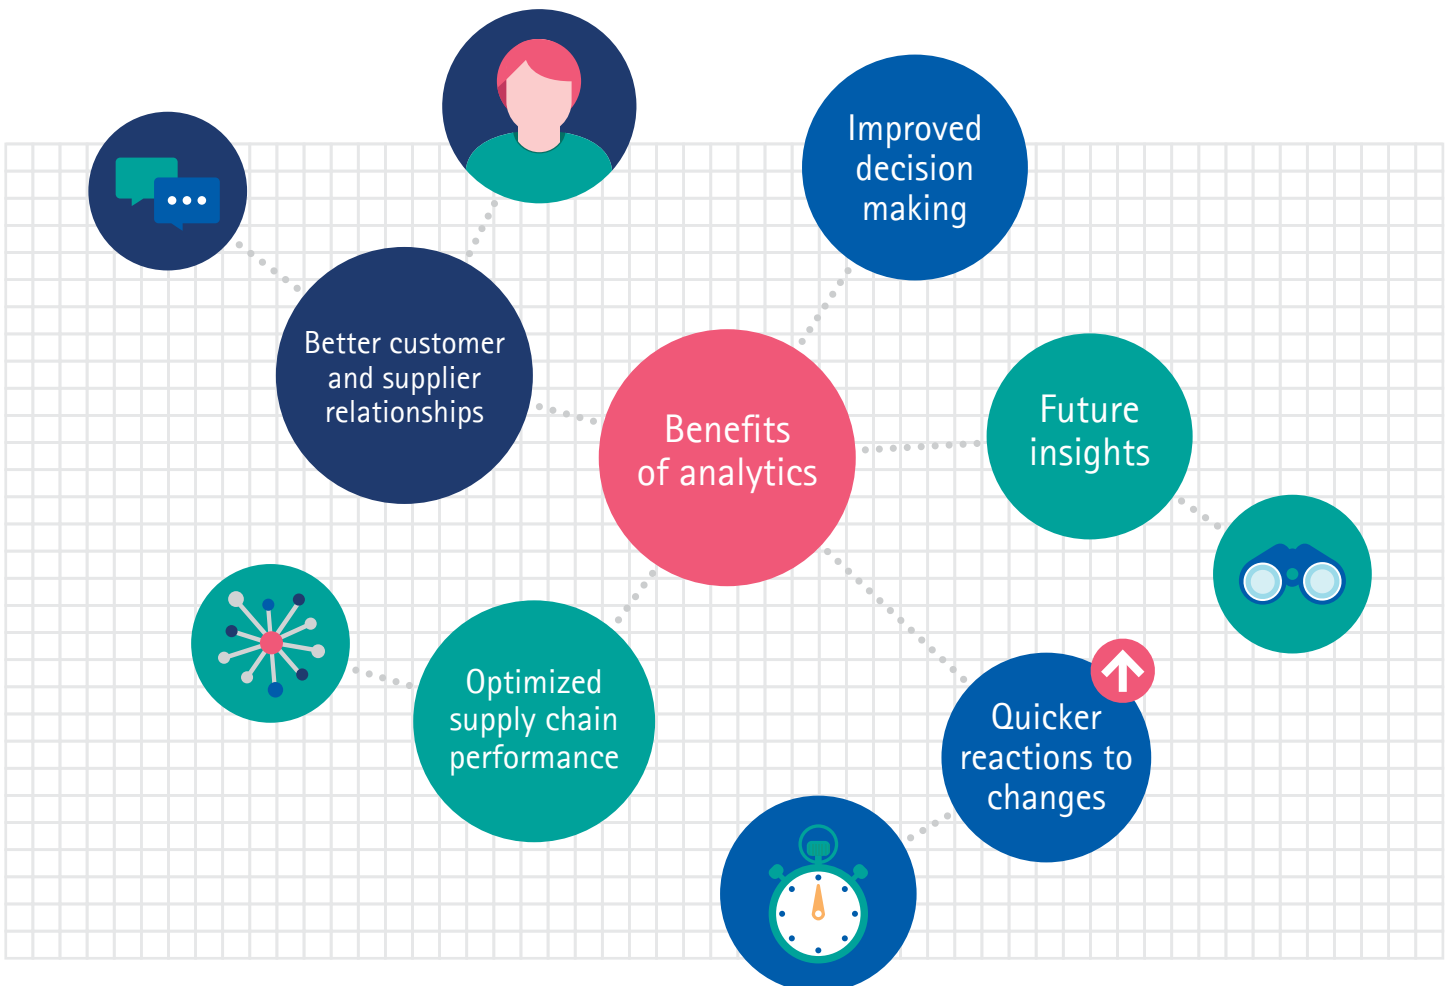 Improved
decision
making
Better customer
and supplier
relationships
Benefits
of analytics
Future
insights
Optimized
supply chain
performance
Quicker
reactions to
changes